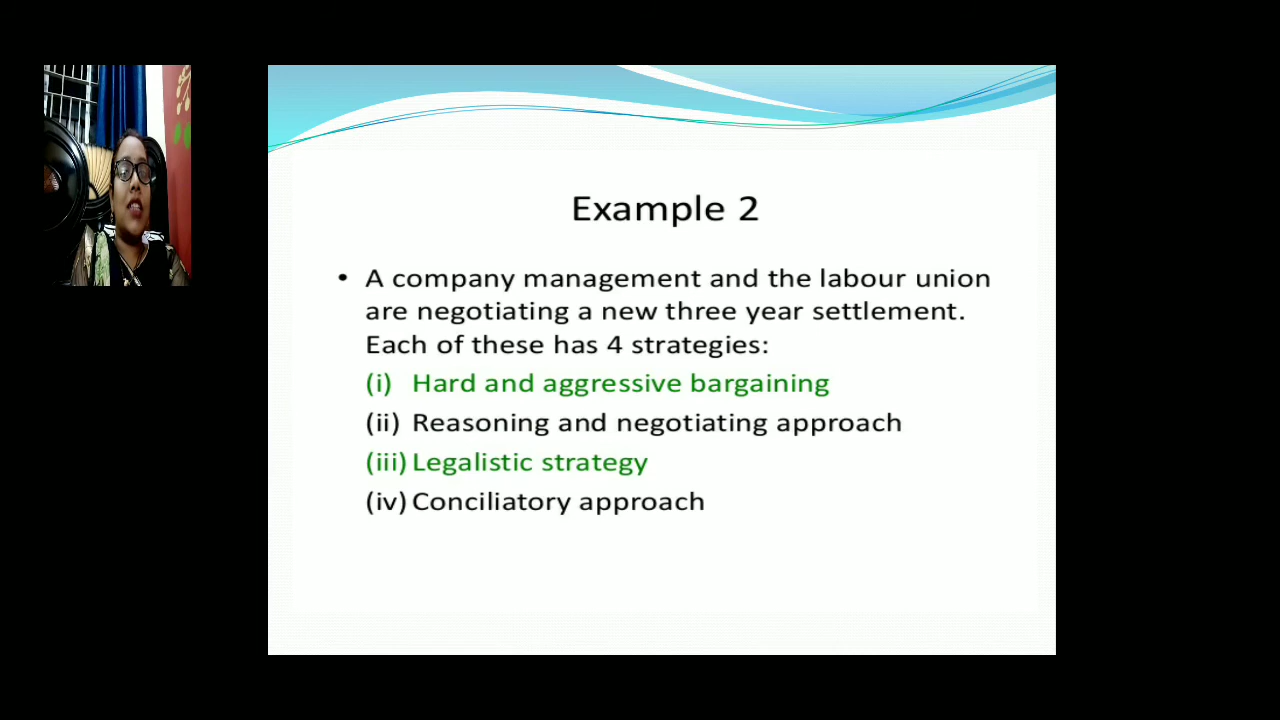 Example 2
• A company management and the labour union
are negotiating a new three year settlement.
Each of these has 4 strategies:
(i) Hard and aggressive bargaining
(ii) Reasoning and negotiating approach
(iii) Legalistic strategy
(iv) Conciliatory approach